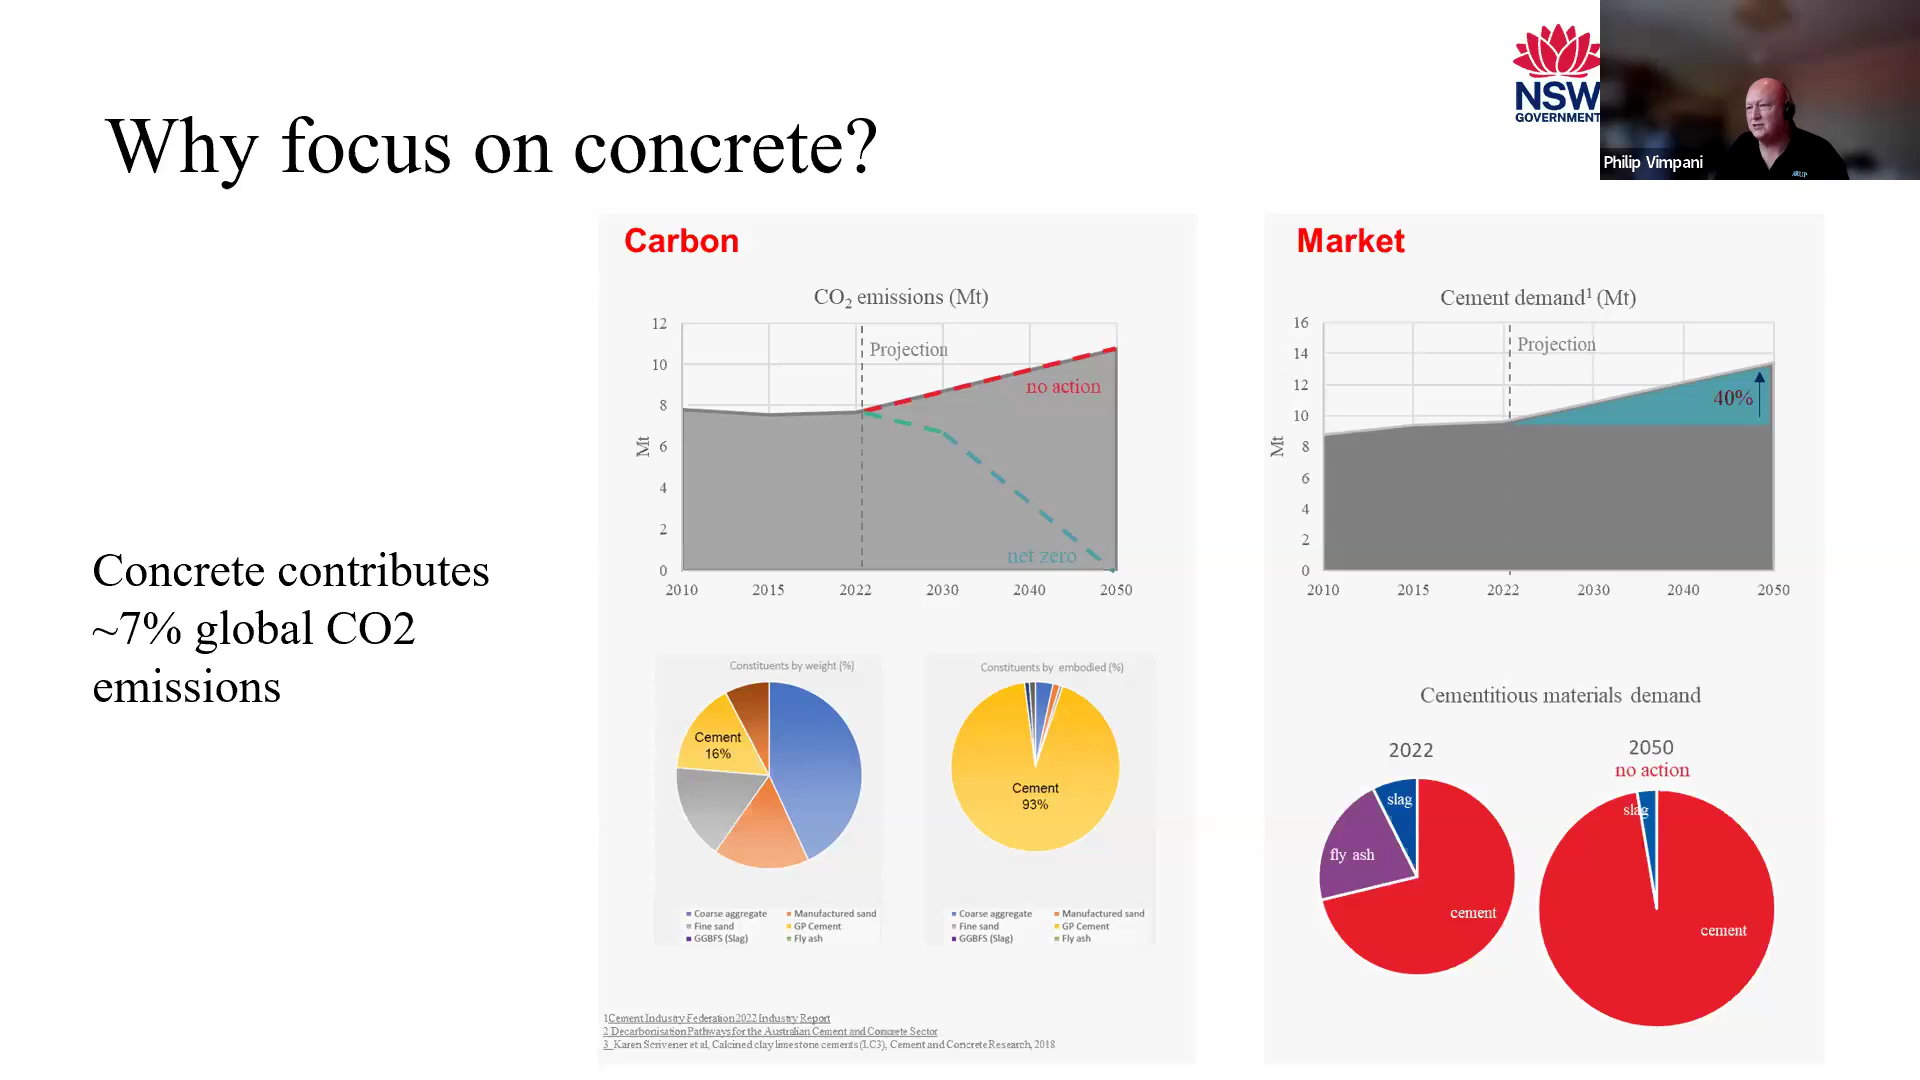 NSW
GOVERNMENT
Philip Vimpani
Why focus on concrete?
Concrete contributes
~7% global CO2
emissions
Carbon
CO₂ emissions (Mt)
12
10
8
6
4
2
0
Mt
Projection
no action
net zero
2010 2015 2022 2030 2040 2050
Constituents by weight (%)
Cement
16%
Coarse aggregate Manufactured sand
Fine sand GP Cement
GGBFS (Slag) Fly ash
Constituents by embodied (%)
Cement
93%
Coarse aggregate Manufactured sand
Fine sand GP Cement
GGBFS (Slag) Fly ash
1Cement Industry Federation 2022 Industry Report
2 Decarbonisation Pathways for the Australian Cement and Concrete Sector
3_Karen Scrivener et al, Calcined clay limestone cements (LC3), Cement and Concrete Research, 2018
Market
Cement demand¹ (Mt)
16
14
12
10
8
6
4
2
0
Mt
Projection
40%
2010 2015 2022 2030 2040 2050
Cementitious materials demand
2022
slag
fly ash
cement
2050
no action
slag
cement